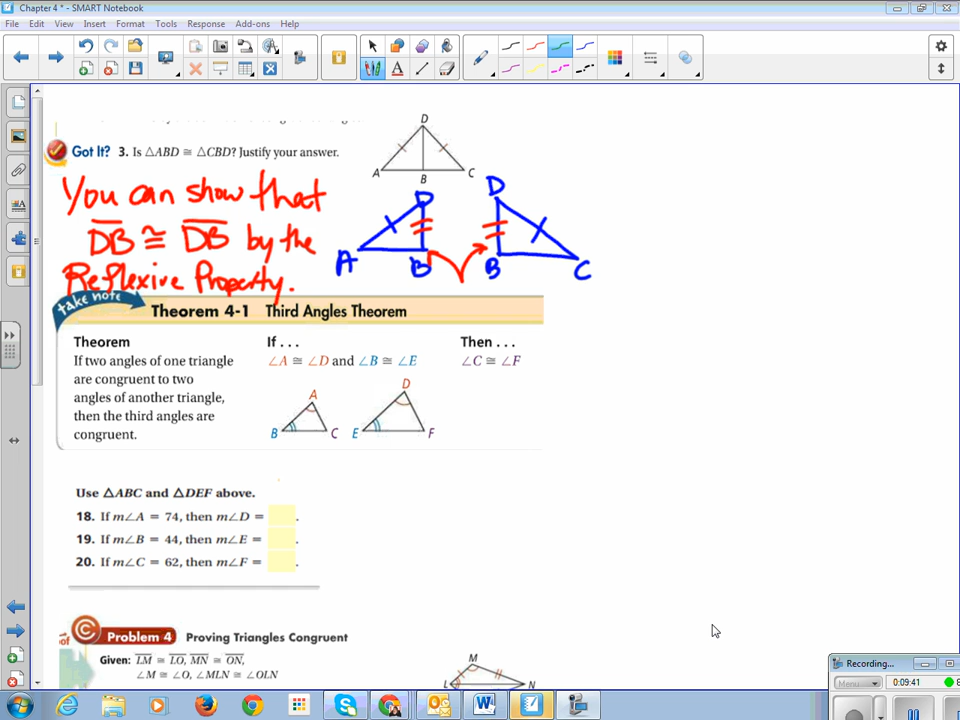 Chapter 4 * - SMART Notebook
File Edit View Insert Format Tools Response Add-ons Help
D
Got It? 3. Is △ABD ≅ △CBD? Justify your answer.
A B C
You can show that
DB ≅ DB by the
Reflexive Property.
D D
A B B C
take note
Theorem 4-1 Third Angles Theorem
Theorem If . . . Then . . .
If two angles of one triangle ∠A ≅ ∠D and ∠B ≅ ∠E ∠C ≅ ∠F
are congruent to two
angles of another triangle,
then the third angles are
congruent.
A D
B C E F
Use △ABC and △DEF above.
18. If m∠A = 74, then m∠D = .
19. If m∠B = 44, then m∠E = .
20. If m∠C = 62, then m∠F = .
C Problem 4 Proving Triangles Congruent
Given: LM ≅ LO, MN ≅ ON,
∠M ≅ ∠O, ∠MLN ≅ ∠OLN
M
L N
Recording...
Menu
0:09:41